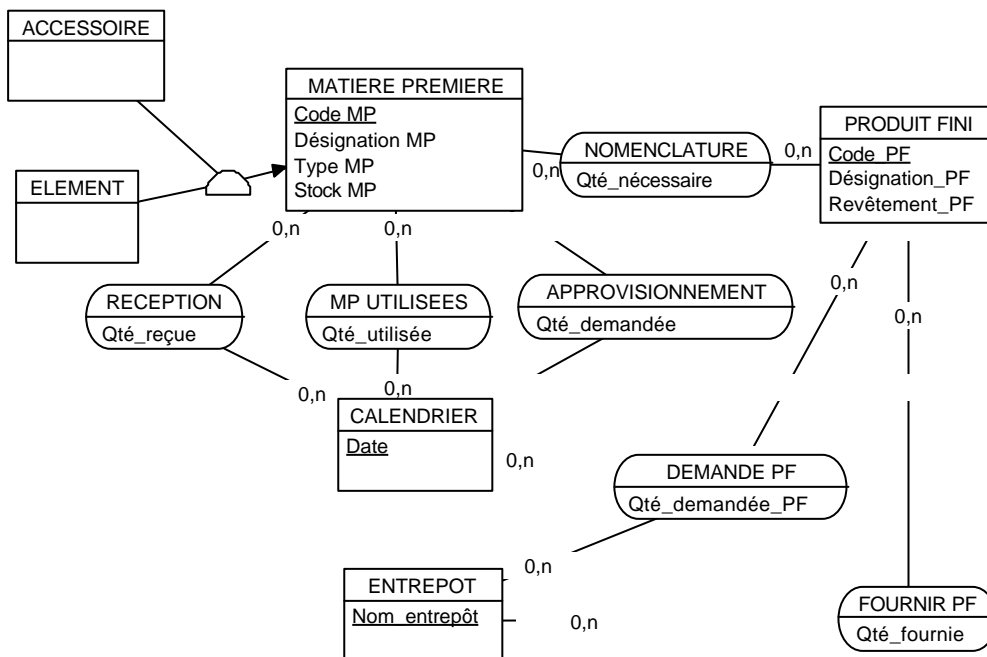 ACCESSOIRE
MATIERE PREMIERE
Code MP
Désignation MP
Type MP
Stock MP
PRODUIT FINI
Code_PF
Désignation_PF
Revêtement_PF
NOMENCLATURE
Qté_nécessaire
0,n
0,n
ELEMENT
0,n
0,n
RECEPTION
Qté_reçue
MP UTILISEES
Qté_utilisée
APPROVISIONNEMENT
Qté_demandée
0,n
0,n
0,n
0,n
CALENDRIER
Date
0,n
DEMANDE PF
Qté_demandée_PF
0,n
ENTREPOT
Nom_entrepôt
0,n
FOURNIR PF
Qté_fournie